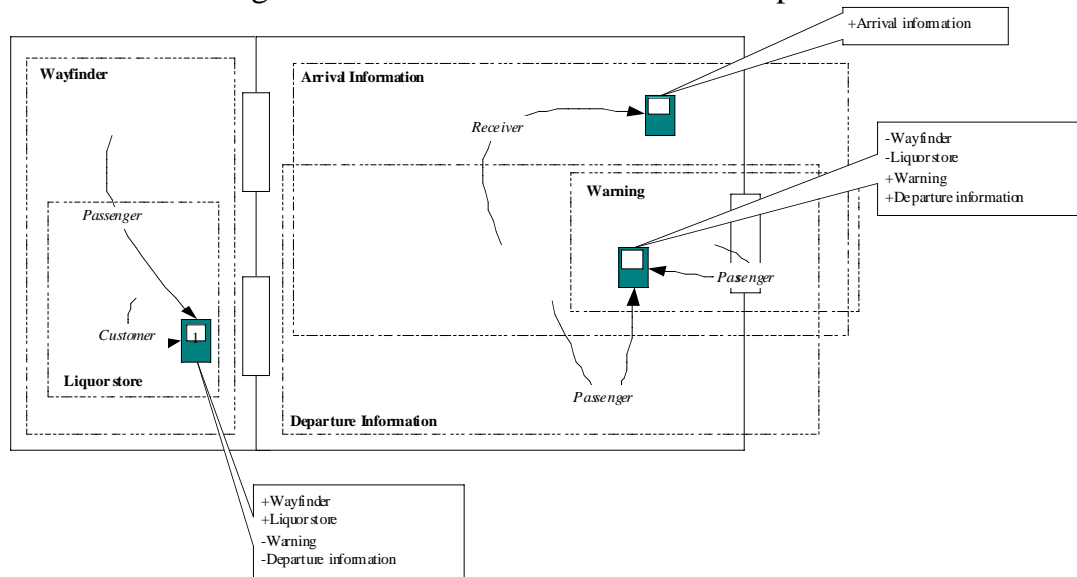 +Arrival information
Wayfinder
Arrival Information
Receiver
-Wayfinder
-Liquor store
+Warning
+Departure information
Warning
Passenger
Passenger
Customer
1
Liquor store
Passenger
Departure Information
+Wayfinder
+Liquor store
-Warning
-Departure information